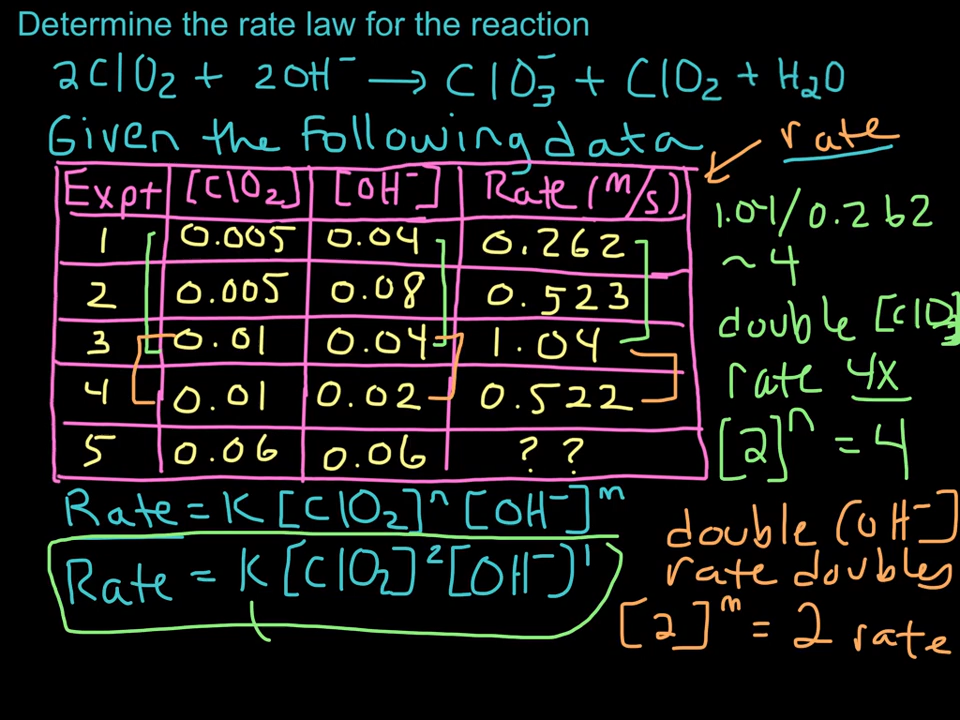 Determine the rate law for the reaction
2ClO₂ + 2OH⁻ → ClO₃⁻ + ClO₂ + H₂O
Given the following data
rate
Expt [ClO₂] [OH⁻] Rate (M/s)
1 0.005 0.04 0.262
2 0.005 0.08 0.523
3 0.01 0.04 1.04
4 0.01 0.02 0.522
5 0.06 0.06 ? ?
1.04/0.262
~ 4
double [ClO₂]
rate 4x
[2]ⁿ = 4
Rate = K [ClO₂]ⁿ [OH⁻]ᵐ
Rate = K [ClO₂]² [OH⁻]¹
double [OH⁻]
rate doubles
[2]ᵐ = 2 rate